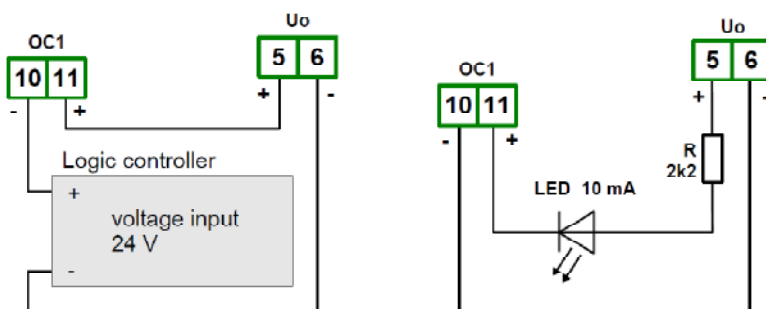 Uo
OC1
5 6
10 11
+ -
- +
Logic controller
+
voltage input
24 V
-
Uo
5 6
OC1
+ -
10 11
- +
R
2k2
LED 10 mA